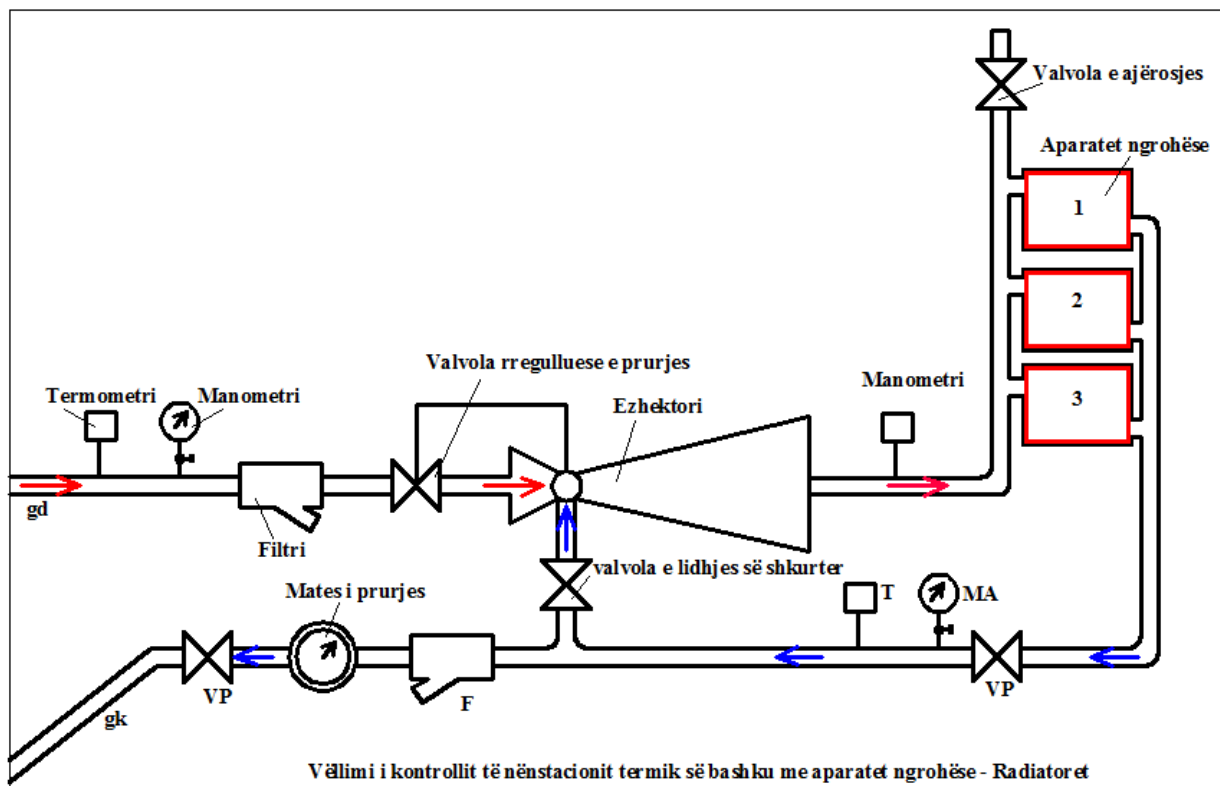 Valvola e ajërosjes
Aparatet ngrohëse
1
2
3
Valvola rregulluese e prurjes
Ezhektori
Manometri
Termometri
Manometri
gd
Filtri
valvola e lidhjes së shkurter
Mates i prurjes
T
MA
VP
F
VP
gk
Vëllimi i kontrollit të nënstacionit termik së bashku me aparatet ngrohëse - Radiatoret